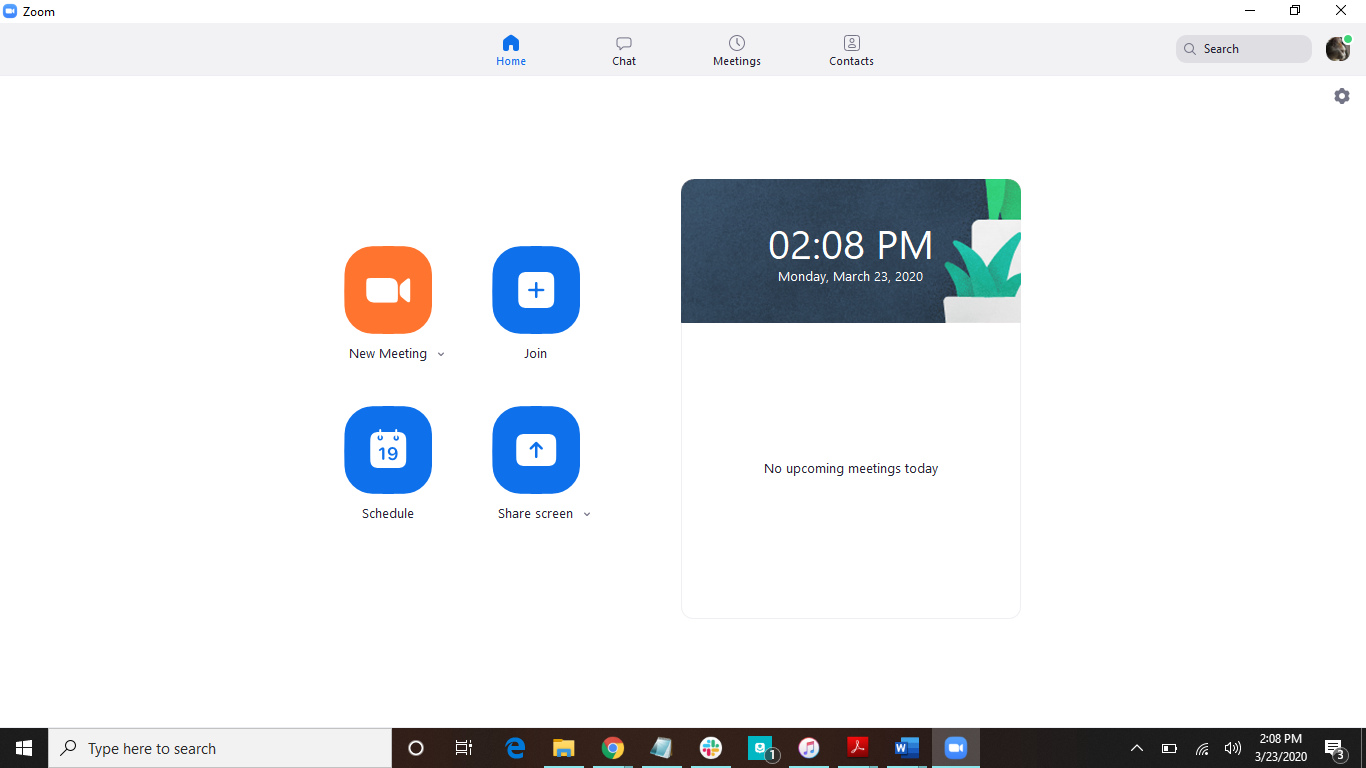 Zoom
Home
Chat
Meetings
Contacts
Search
02:08 PM
Monday, March 23, 2020
New Meeting
Join
19
Schedule
Share screen
No upcoming meetings today
Type here to search
1
2:08 PM
3/23/2020
3